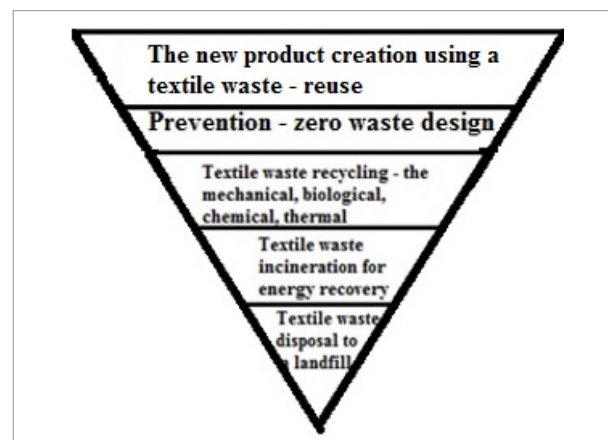 The new product creation using a
textile waste - reuse
Prevention - zero waste design
Textile waste recycling - the
mechanical, biological,
chemical, thermal
Textile waste
incineration for
energy recovery
Textile waste
disposal to
a landfill